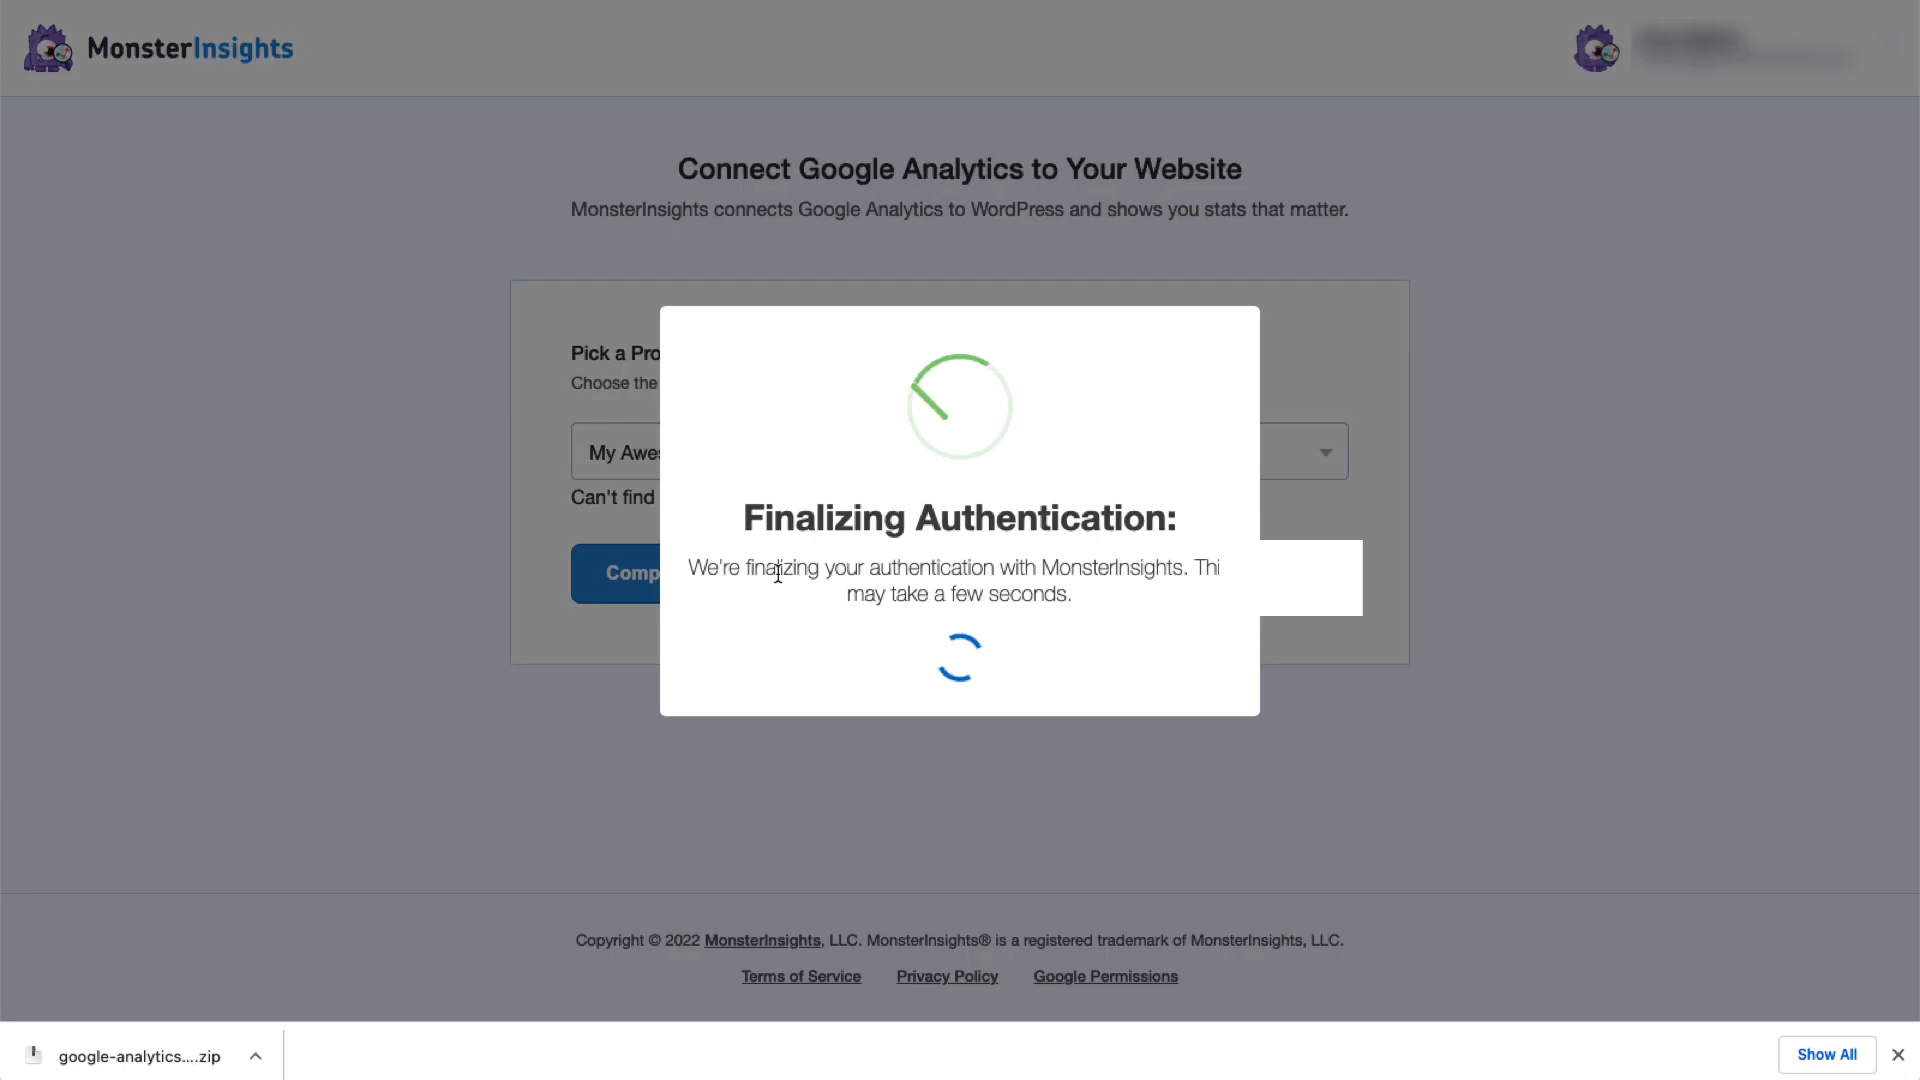 MonsterInsights
Connect Google Analytics to Your Website
MonsterInsights connects Google Analytics to WordPress and shows you stats that matter.
Pick a Pro
Choose the
My Awe
Can't find
Comp
Finalizing Authentication:
We're finalizing your authentication with MonsterInsights. Thi
may take a few seconds.
Copyright © 2022 MonsterInsights, LLC. MonsterInsights® is a registered trademark of MonsterInsights, LLC.
Terms of Service Privacy Policy Google Permissions
google-analytics....zip
Show All